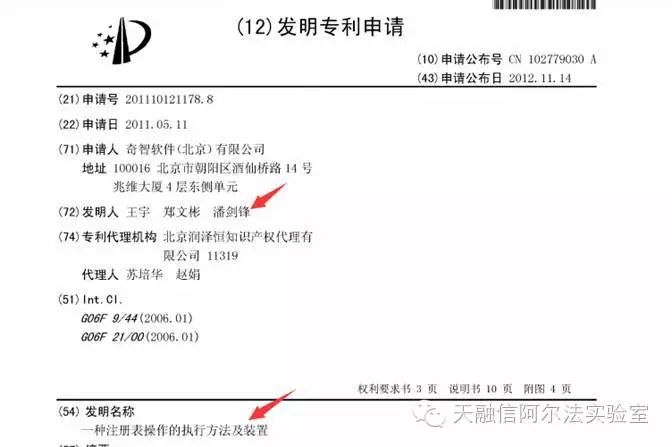 (12)发明专利申请
(10)申请公布号 CN 102779030 A
(43)申请公布日 2012.11.14
(21)申请号 201110121178.8
(22)申请日 2011.05.11
(71)申请人 奇智软件(北京)有限公司
地址 100016 北京市朝阳区酒仙桥路14号
兆维大厦4层东侧单元
(72)发明人 王宇 郑文彬 潘剑锋
(74)专利代理机构 北京润泽恒知识产权代理有
限公司 11319
代理人 苏培华 赵娟
(51)Int.Cl.
G06F 9/44(2006.01)
G06F 21/00(2006.01)
权利要求书 3 页 说明书 10 页 附图 4 页
(54)发明名称
一种注册表操作的执行方法及装置
天融信阿尔法实验室